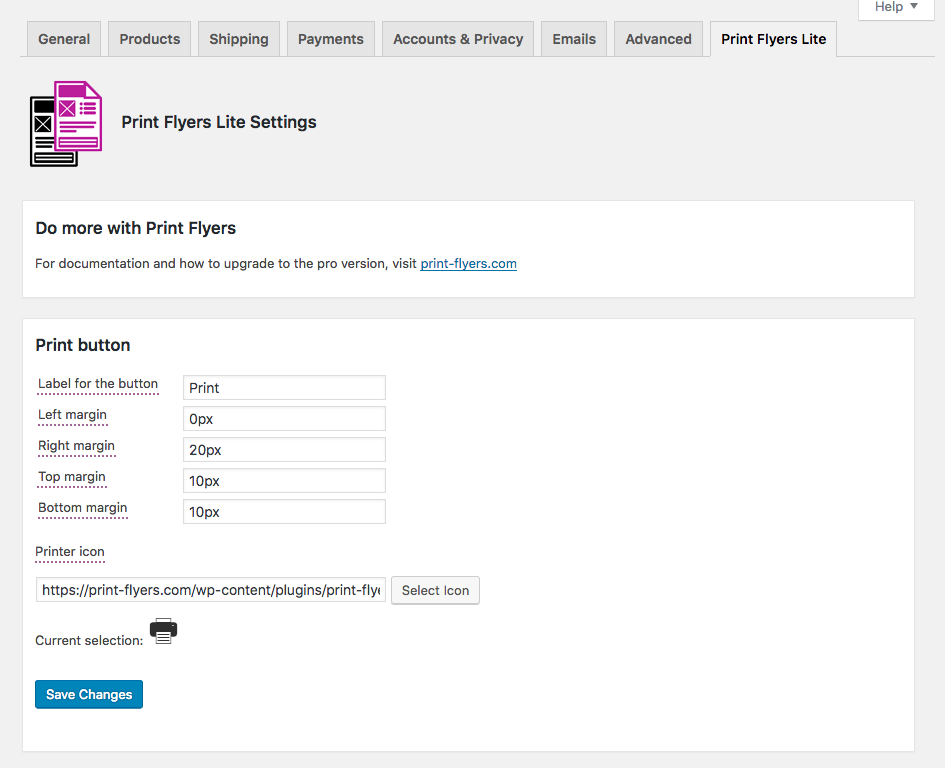 Help ▼
General Products Shipping Payments Accounts & Privacy Emails Advanced Print Flyers Lite
Print Flyers Lite Settings
Do more with Print Flyers
For documentation and how to upgrade to the pro version, visit print-flyers.com
Print button
Label for the button Print
Left margin 0px
Right margin 20px
Top margin 10px
Bottom margin 10px
Printer icon
https://print-flyers.com/wp-content/plugins/print-flye Select Icon
Current selection:
Save Changes